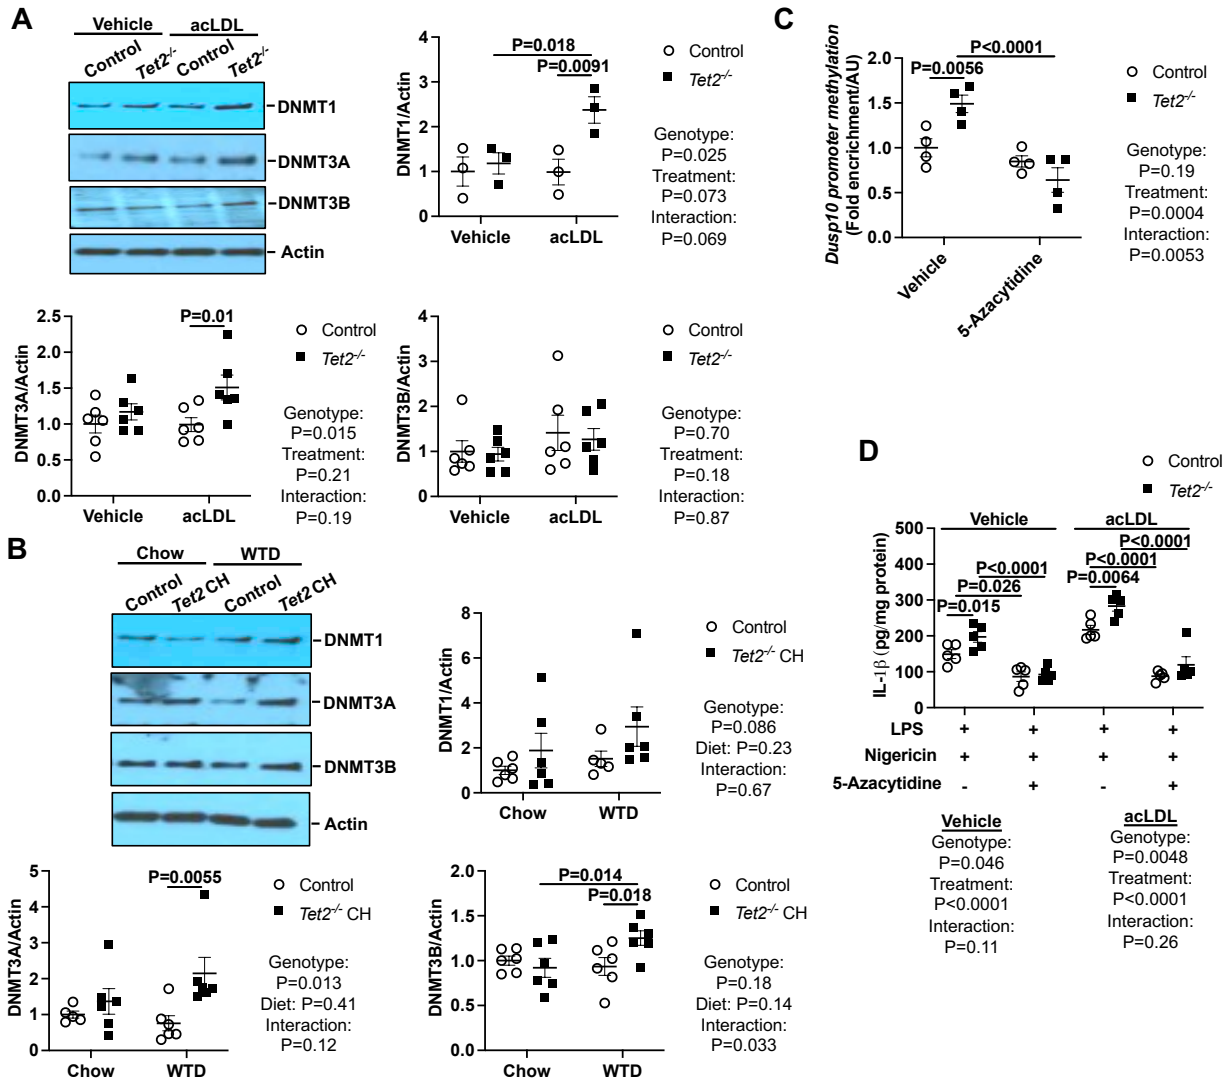 A
Vehicle acLDL
Control Tet2-/- Control Tet2-/-
DNMT1
DNMT3A
DNMT3B
Actin
DNMT1/Actin
4
3
2
1
0
P=0.018
P=0.0091
Vehicle acLDL
Control
Tet2-/-
Genotype:
P=0.025
Treatment:
P=0.073
Interaction:
P=0.069
DNMT3A/Actin
2.5
2.0
1.5
1.0
0.5
0.0
P=0.01
Vehicle acLDL
Control
Tet2-/-
Genotype:
P=0.015
Treatment:
P=0.21
Interaction:
P=0.19
DNMT3B/Actin
4
3
2
1
0
Vehicle acLDL
Control
Tet2-/-
Genotype:
P=0.70
Treatment:
P=0.18
Interaction:
P=0.87
B
Chow WTD
Control Tet2 CH Control Tet2 CH
DNMT1
DNMT3A
DNMT3B
Actin
DNMT1/Actin
8
6
4
2
0
Chow WTD
Control
Tet2-/- CH
Genotype:
P=0.086
Diet: P=0.23
Interaction:
P=0.67
DNMT3A/Actin
5
4
3
2
1
0
P=0.0055
Chow WTD
Control
Tet2-/- CH
Genotype:
P=0.013
Diet: P=0.41
Interaction:
P=0.12
DNMT3B/Actin
2.0
1.5
1.0
0.5
0.0
P=0.014
P=0.018
Chow WTD
Control
Tet2-/- CH
Genotype:
P=0.18
Diet: P=0.14
Interaction:
P=0.033
C
Dusp10 promoter methylation
(Fold encrichment/AU)
2.0
1.5
1.0
0.5
0.0
P<0.0001
P=0.0056
Vehicle 5-Azacytidine
Control
Tet2-/-
Genotype:
P=0.19
Treatment:
P=0.0004
Interaction:
P=0.0053
D
Control
Tet2-/-
Vehicle acLDL
IL-1β (pg/mg protein)
500
400
300
200
100
0
P<0.0001
P=0.026
P=0.015
P<0.0001
P<0.0001
P=0.0064
LPS + + + +
Nigericin + + + +
5-Azacytidine - + - +
Vehicle
Genotype:
P=0.046
Treatment:
P<0.0001
Interaction:
P=0.11
acLDL
Genotype:
P=0.0048
Treatment:
P<0.0001
Interaction:
P=0.26